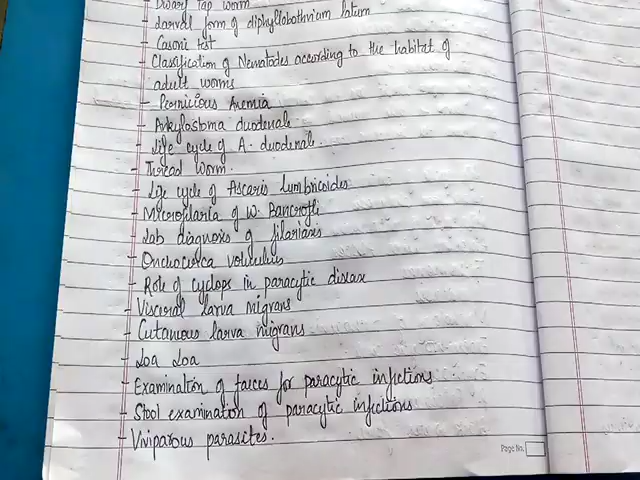 Dwarf Tap worm
Larval form of diphyllobothrium latum
Casoni test
Classification of Nematodes according to the habitat of
adult worms
Pernicious Anemia
Ankylostoma duodenale
Life cycle of A. duodenale.
Thread Worm.
Life cycle of Ascaris Lumbricoides
Microfilaria of W. Bancrofti
Lab diagnosis of filariasis
Onchocerca volvulus
Role of cyclops in paracytic disease
Visceral larva migrans
Cutaneous larva migrans
Loa Loa
Examination of faeces for paracytic infections
Stool examination of paracytic infections
Viviparous parasites.
Page No.